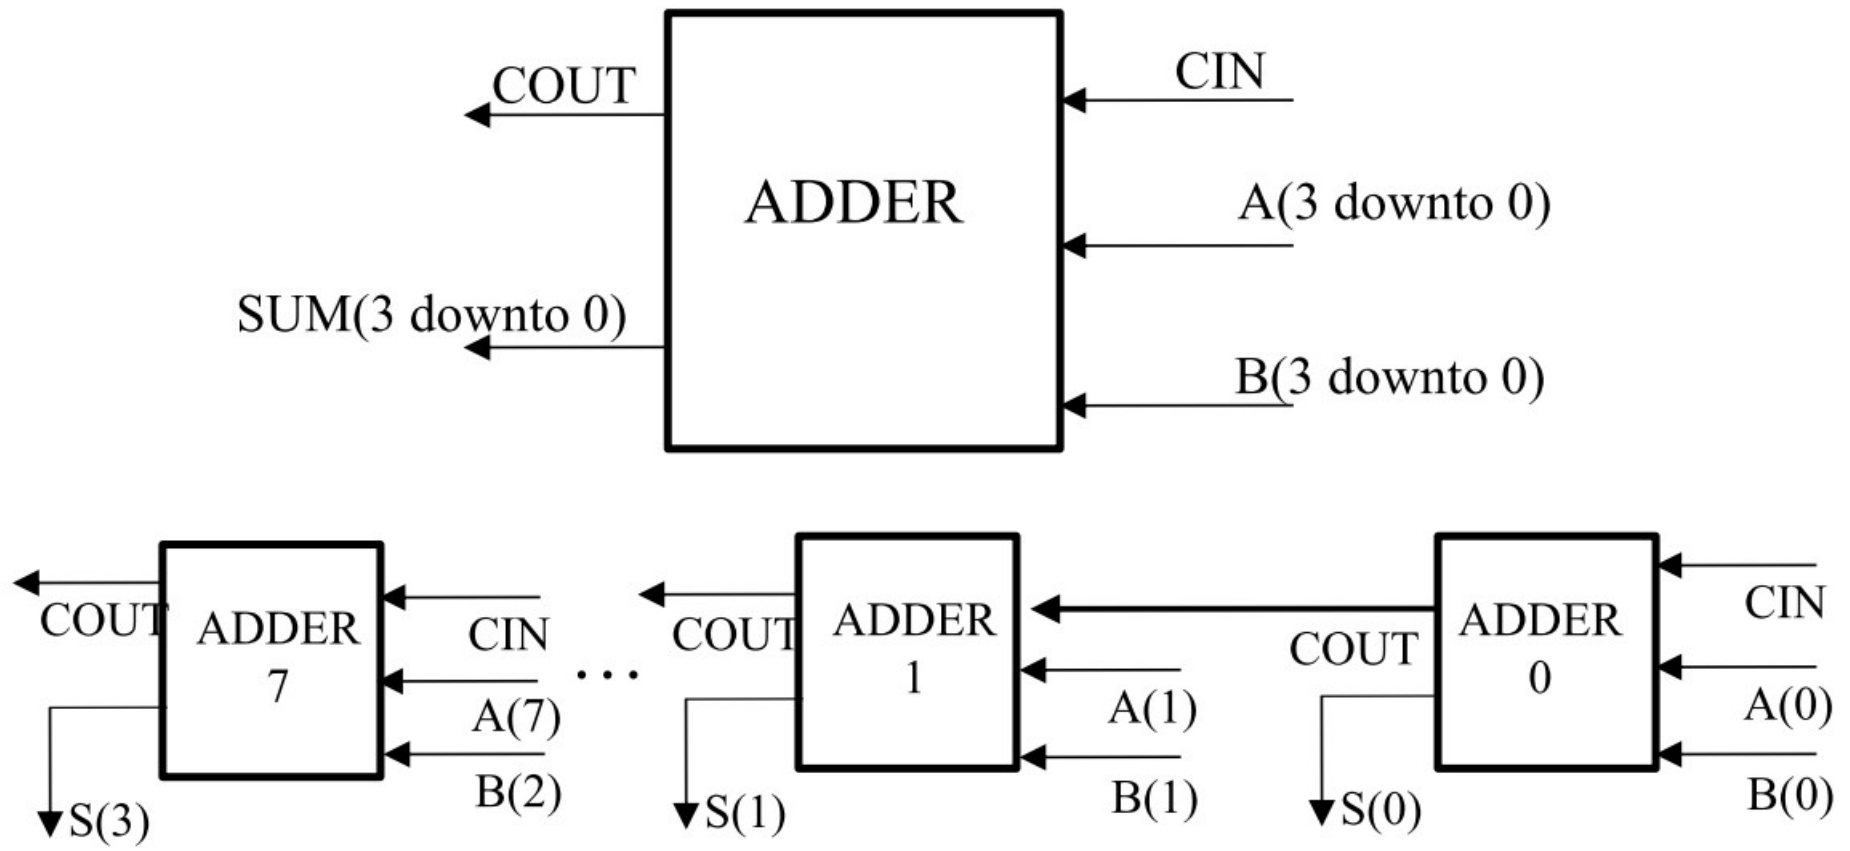 COUT
CIN
ADDER
A(3 downto 0)
SUM(3 downto 0)
B(3 downto 0)
COUT
ADDER
7
CIN
A(7)
B(2)
S(3)
...
COUT
ADDER
1
A(1)
B(1)
S(1)
COUT
ADDER
0
CIN
A(0)
B(0)
S(0)